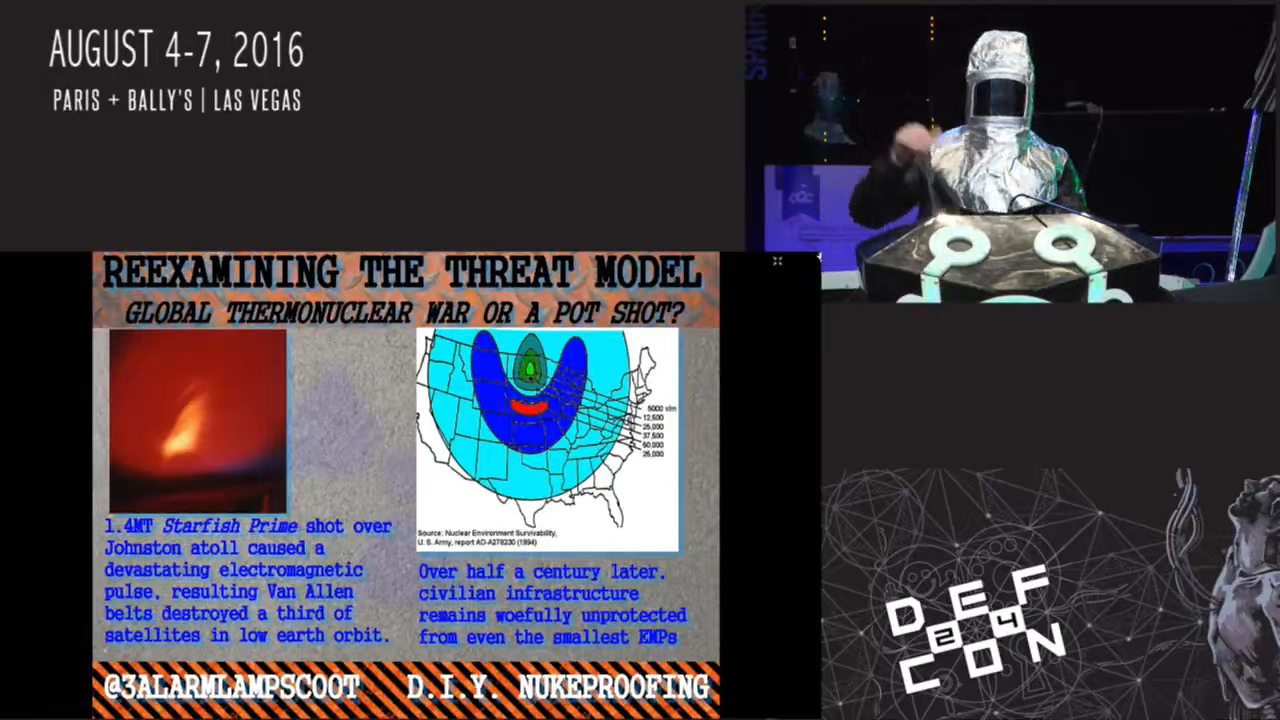 AUGUST 4-7, 2016
PARIS + BALLY'S | LAS VEGAS
REEXAMINING THE THREAT MODEL
GLOBAL THERMONUCLEAR WAR OR A POT SHOT?
5000 v/m
12,500
25,000
37,500
50,000
25,000
Source: Nuclear Environment Survivability,
U. S. Army, report AD-A278230 (1994)
1.4MT Starfish Prime shot over
Johnston atoll caused a
devastating electromagnetic
pulse. resulting Van Allen
belts destroyed a third of
satellites in low earth orbit.
Over half a century later.
civilian infrastructure
remains woefully unprotected
from even the smallest EMPs
@3ALARMLAMPSCOOT D.I.Y. NUKEPROOFING
DEF
24
CON